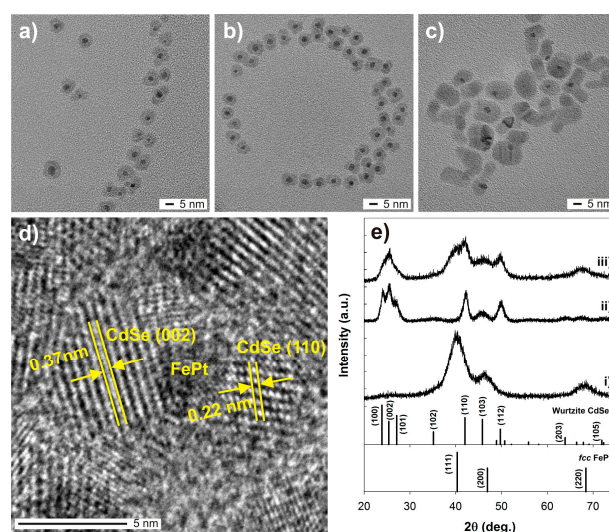 a)
b)
c)
5 nm
5 nm
5 nm
d)
CdSe (002)
0.37nm
FePt
CdSe (110)
0.22 nm
5 nm
e)
Intensity (a.u.)
iii)
ii)
i)
Wurtzite CdSe
(100)
(002)
(101)
(102)
(110)
(103)
(112)
(203)
(105)
fcc FeP
(111)
(200)
(220)
20 30 40 50 60 70
2θ (deg.)